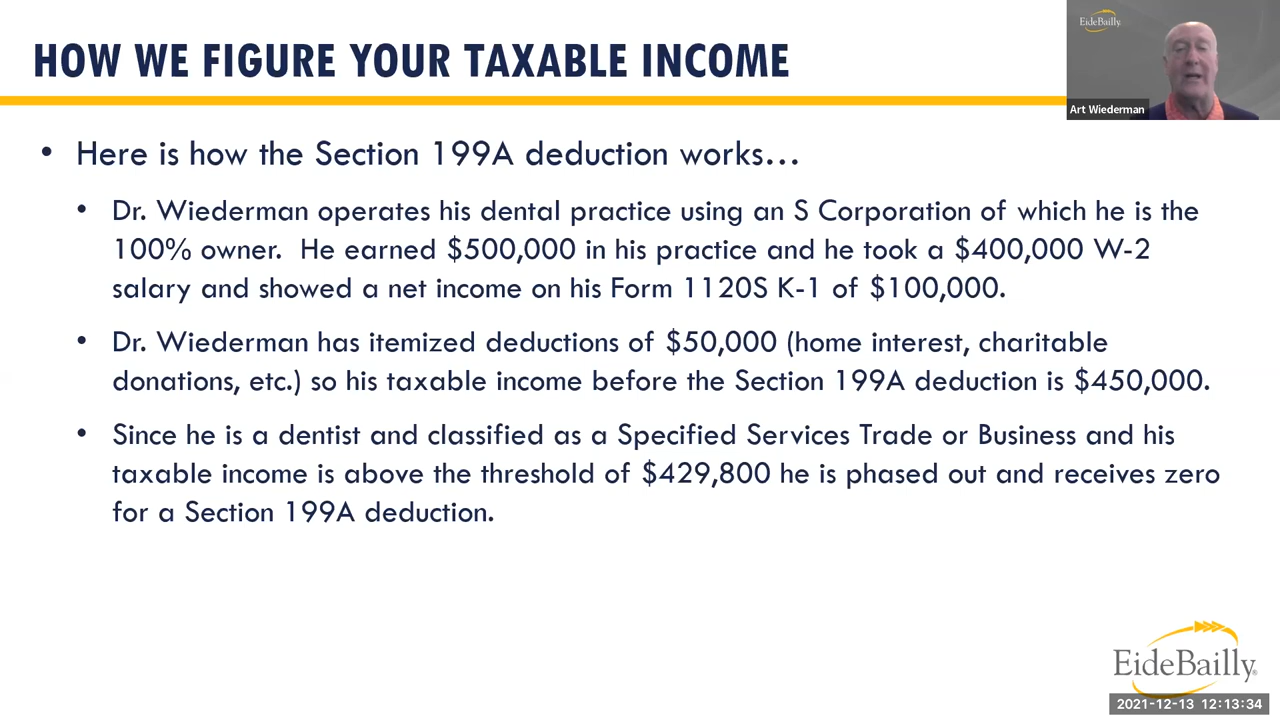 HOW WE FIGURE YOUR TAXABLE INCOME
EideBailly.
Art Wiederman
• Here is how the Section 199A deduction works…
• Dr. Wiederman operates his dental practice using an S Corporation of which he is the
100% owner. He earned $500,000 in his practice and he took a $400,000 W-2
salary and showed a net income on his Form 1120S K-1 of $100,000.
• Dr. Wiederman has itemized deductions of $50,000 (home interest, charitable
donations, etc.) so his taxable income before the Section 199A deduction is $450,000.
• Since he is a dentist and classified as a Specified Services Trade or Business and his
taxable income is above the threshold of $429,800 he is phased out and receives zero
for a Section 199A deduction.
EideBailly®
2021-12-13 12:13:34